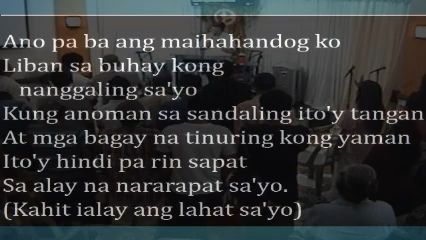 Ano pa ba ang maihahandog ko
Liban sa buhay kong
nanggaling sa'yo
Kung anoman sa sandaling ito'y tangan
At mga bagay na tinuring kong yaman
Ito'y hindi pa rin sapat
Sa alay na nararapat sa'yo.
(Kahit ialay ang lahat sa'yo)